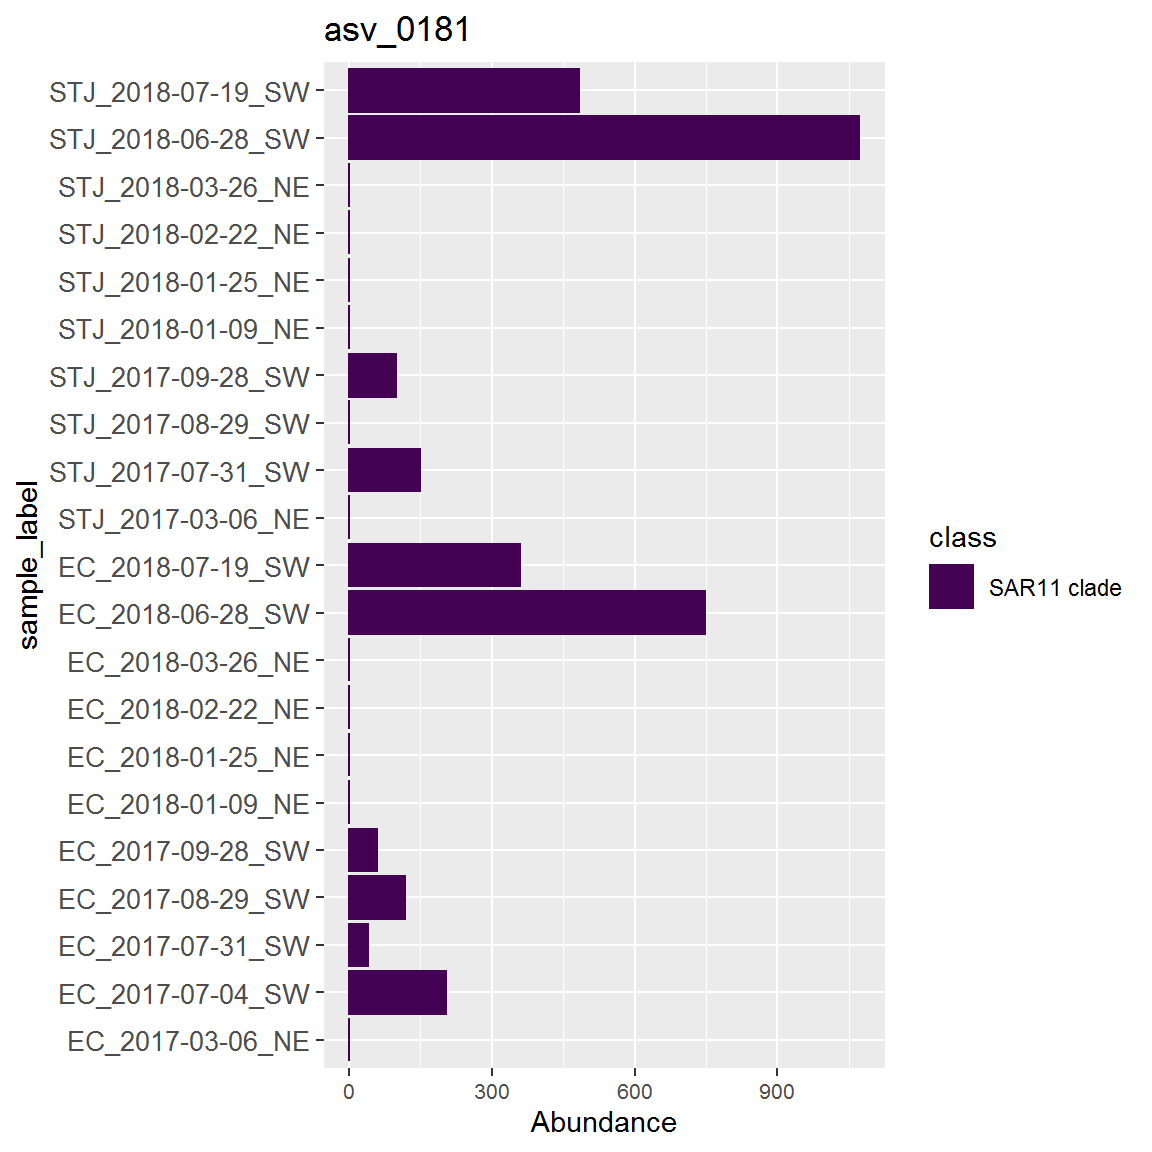 asv_0181
STJ_2018-07-19_SW
STJ_2018-06-28_SW
STJ_2018-03-26_NE
STJ_2018-02-22_NE
STJ_2018-01-25_NE
STJ_2018-01-09_NE
STJ_2017-09-28_SW
STJ_2017-08-29_SW
STJ_2017-07-31_SW
STJ_2017-03-06_NE
EC_2018-07-19_SW
EC_2018-06-28_SW
EC_2018-03-26_NE
EC_2018-02-22_NE
EC_2018-01-25_NE
EC_2018-01-09_NE
EC_2017-09-28_SW
EC_2017-08-29_SW
EC_2017-07-31_SW
EC_2017-07-04_SW
EC_2017-03-06_NE
sample_label
0 300 600 900
Abundance
class
SAR11 clade